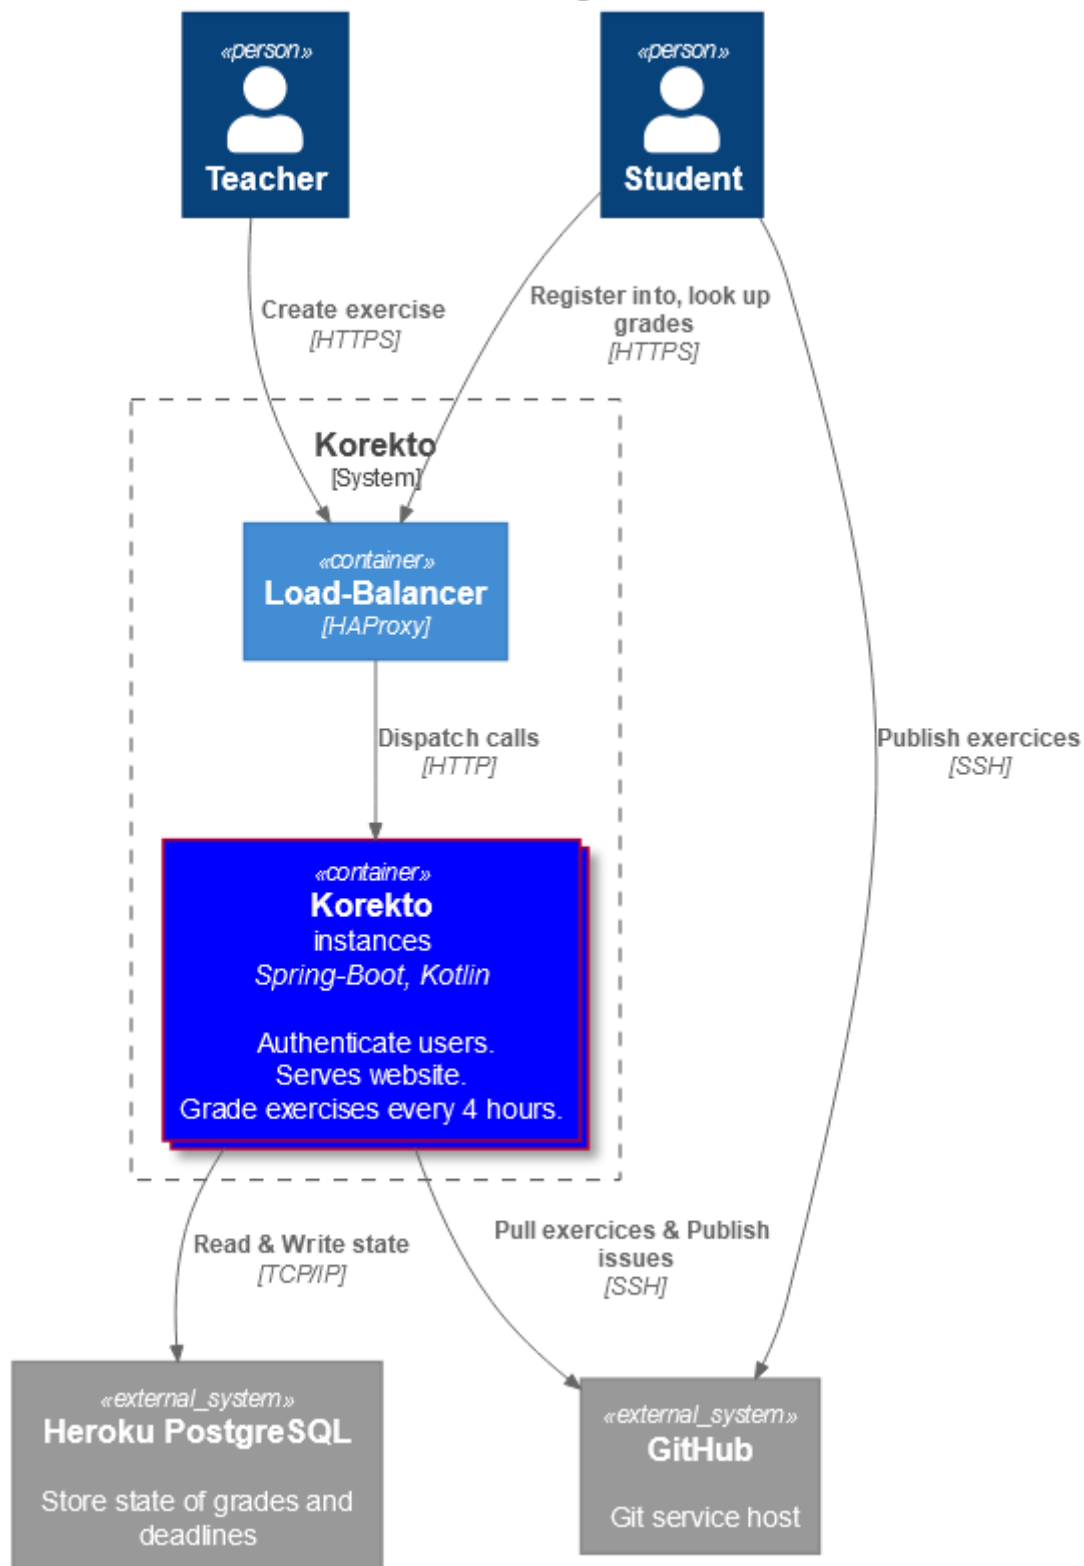 «person»
Teacher
«person»
Student
Create exercise
[HTTPS]
Register into, look up
grades
[HTTPS]
Korekto
[System]
«container»
Load-Balancer
[HAProxy]
Dispatch calls
[HTTP]
Publish exercices
[SSH]
«container»
Korekto
instances
Spring-Boot, Kotlin
Authenticate users.
Serves website.
Grade exercises every 4 hours.
Read & Write state
[TCP/IP]
Pull exercices & Publish
issues
[SSH]
«external_system»
Heroku PostgreSQL
Store state of grades and
deadlines
«external_system»
GitHub
Git service host